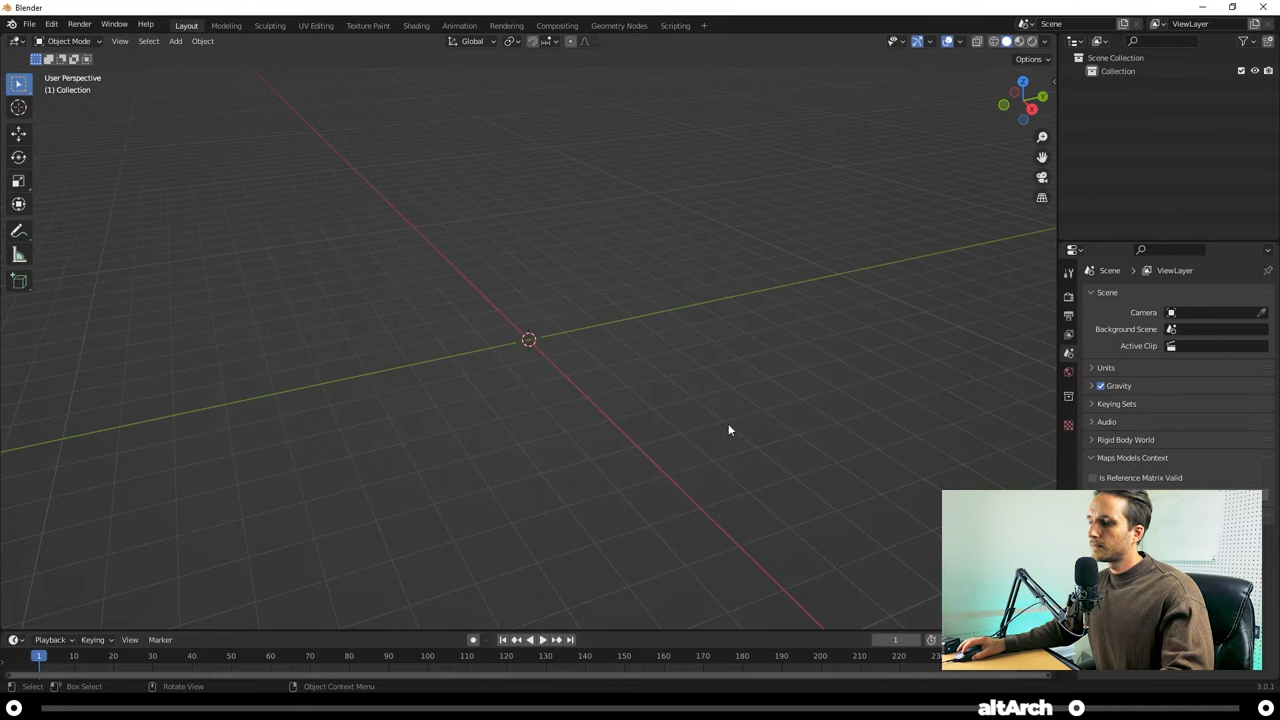 Blender
File Edit Render Window Help Layout Modeling Sculpting UV Editing Texture Paint Shading Animation Rendering Compositing Geometry Nodes Scripting + Scene ViewLayer
Object Mode View Select Add Object Global
Options
User Perspective
(1) Collection
Z
Y
X
Scene Collection
Collection
Scene > ViewLayer
Scene
Camera
Background Scene
Active Clip
Units
Gravity
Keying Sets
Audio
Rigid Body World
Maps Models Context
Is Reference Matrix Valid
Playback Keying View Marker 1
1 10 20 30 40 50 60 70 80 90 100 110 120 130 140 150 160 170 180 190 200 210 220
Select Box Select Rotate View Object Context Menu 3.0.1
altArch